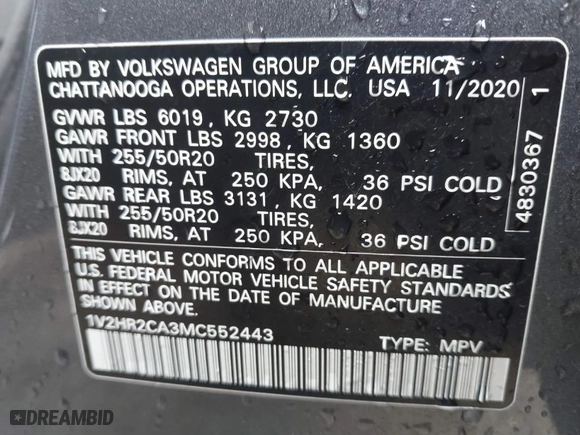 MFD BY VOLKSWAGEN GROUP OF AMERICA
CHATTANOOGA OPERATIONS, LLC. USA 11/2020
GVWR LBS 6019, KG 2730
GAWR FRONT LBS 2998, KG 1360
WITH 255/50R20 TIRES,
8JX20 RIMS, AT 250 KPA, 36 PSI COLD
GAWR REAR LBS 3131, KG 1420
WITH 255/50R20 TIRES,
8JX20 RIMS, AT 250 KPA, 36 PSI COLD
THIS VEHICLE CONFORMS TO ALL APPLICABLE
U.S. FEDERAL MOTOR VEHICLE SAFETY STANDARDS
IN EFFECT ON THE DATE OF MANUFACTURE
SHOWN ABOVE.
1V2HR2CA3MC552443 TYPE: MPV
4830367 1
DREAMBID